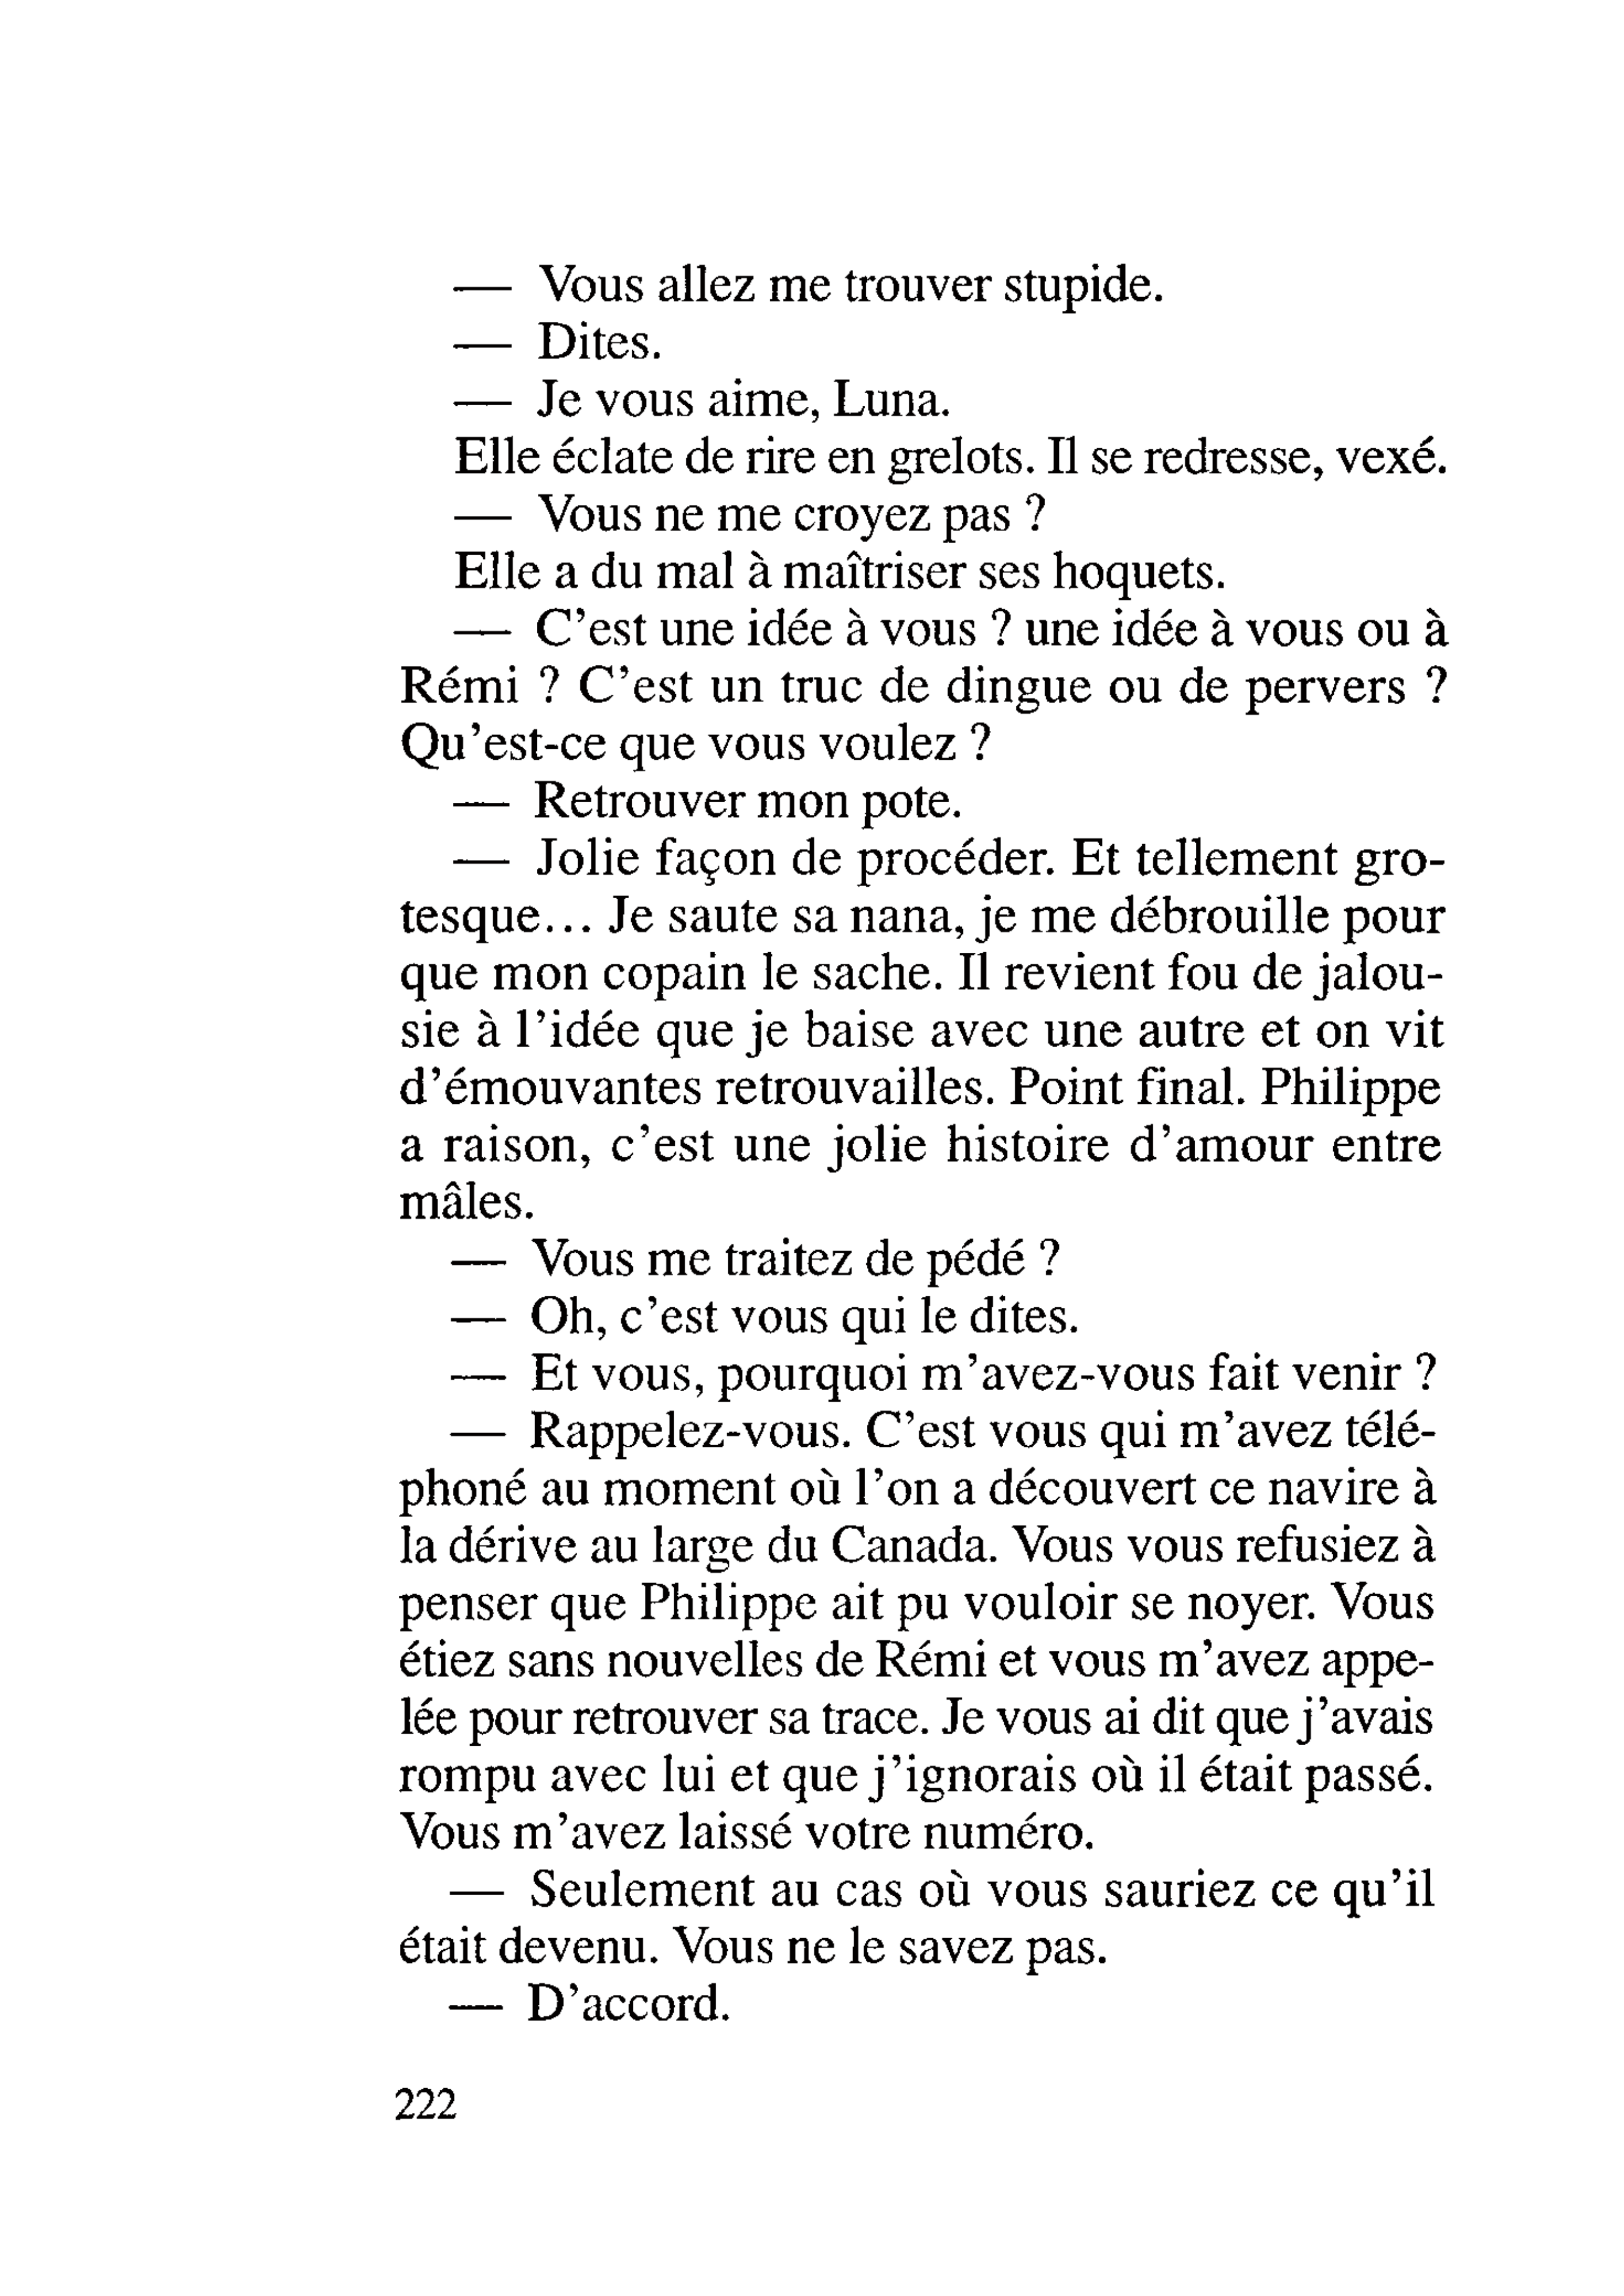 — Vous allez me trouver stupide.
— Dites.
— Je vous aime, Luna.
Elle éclate de rire en grelots. Il se redresse, vexé.
— Vous ne me croyez pas ?
Elle a du mal à maîtriser ses hoquets.
— C’est une idée à vous ? une idée à vous ou à
Rémi ? C’est un truc de dingue ou de pervers ?
Qu’est-ce que vous voulez ?
— Retrouver mon pote.
— Jolie façon de procéder. Et tellement gro-
tesque... Je saute sa nana, je me débrouille pour
que mon copain le sache. Il revient fou de jalou-
sie à l’idée que je baise avec une autre et on vit
d’émouvantes retrouvailles. Point final. Philippe
a raison, c’est une jolie histoire d’amour entre
mâles.
— Vous me traitez de pédé ?
— Oh, c’est vous qui le dites.
— Et vous, pourquoi m’avez-vous fait venir ?
— Rappelez-vous. C’est vous qui m’avez télé-
phoné au moment où l’on a découvert ce navire à
la dérive au large du Canada. Vous vous refusiez à
penser que Philippe ait pu vouloir se noyer. Vous
étiez sans nouvelles de Rémi et vous m’avez appe-
lée pour retrouver sa trace. Je vous ai dit que j’avais
rompu avec lui et que j’ignorais où il était passé.
Vous m’avez laissé votre numéro.
— Seulement au cas où vous sauriez ce qu’il
était devenu. Vous ne le savez pas.
— D’accord.
222